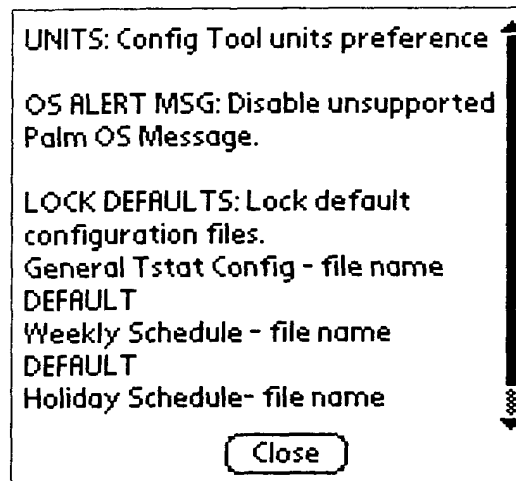 UNITS: Config Tool units preference
OS ALERT MSG: Disable unsupported
Palm OS Message.
LOCK DEFAULTS: Lock default
configuration files.
General Tstat Config - file name
DEFAULT
Weekly Schedule - file name
DEFAULT
Holiday Schedule- file name
Close